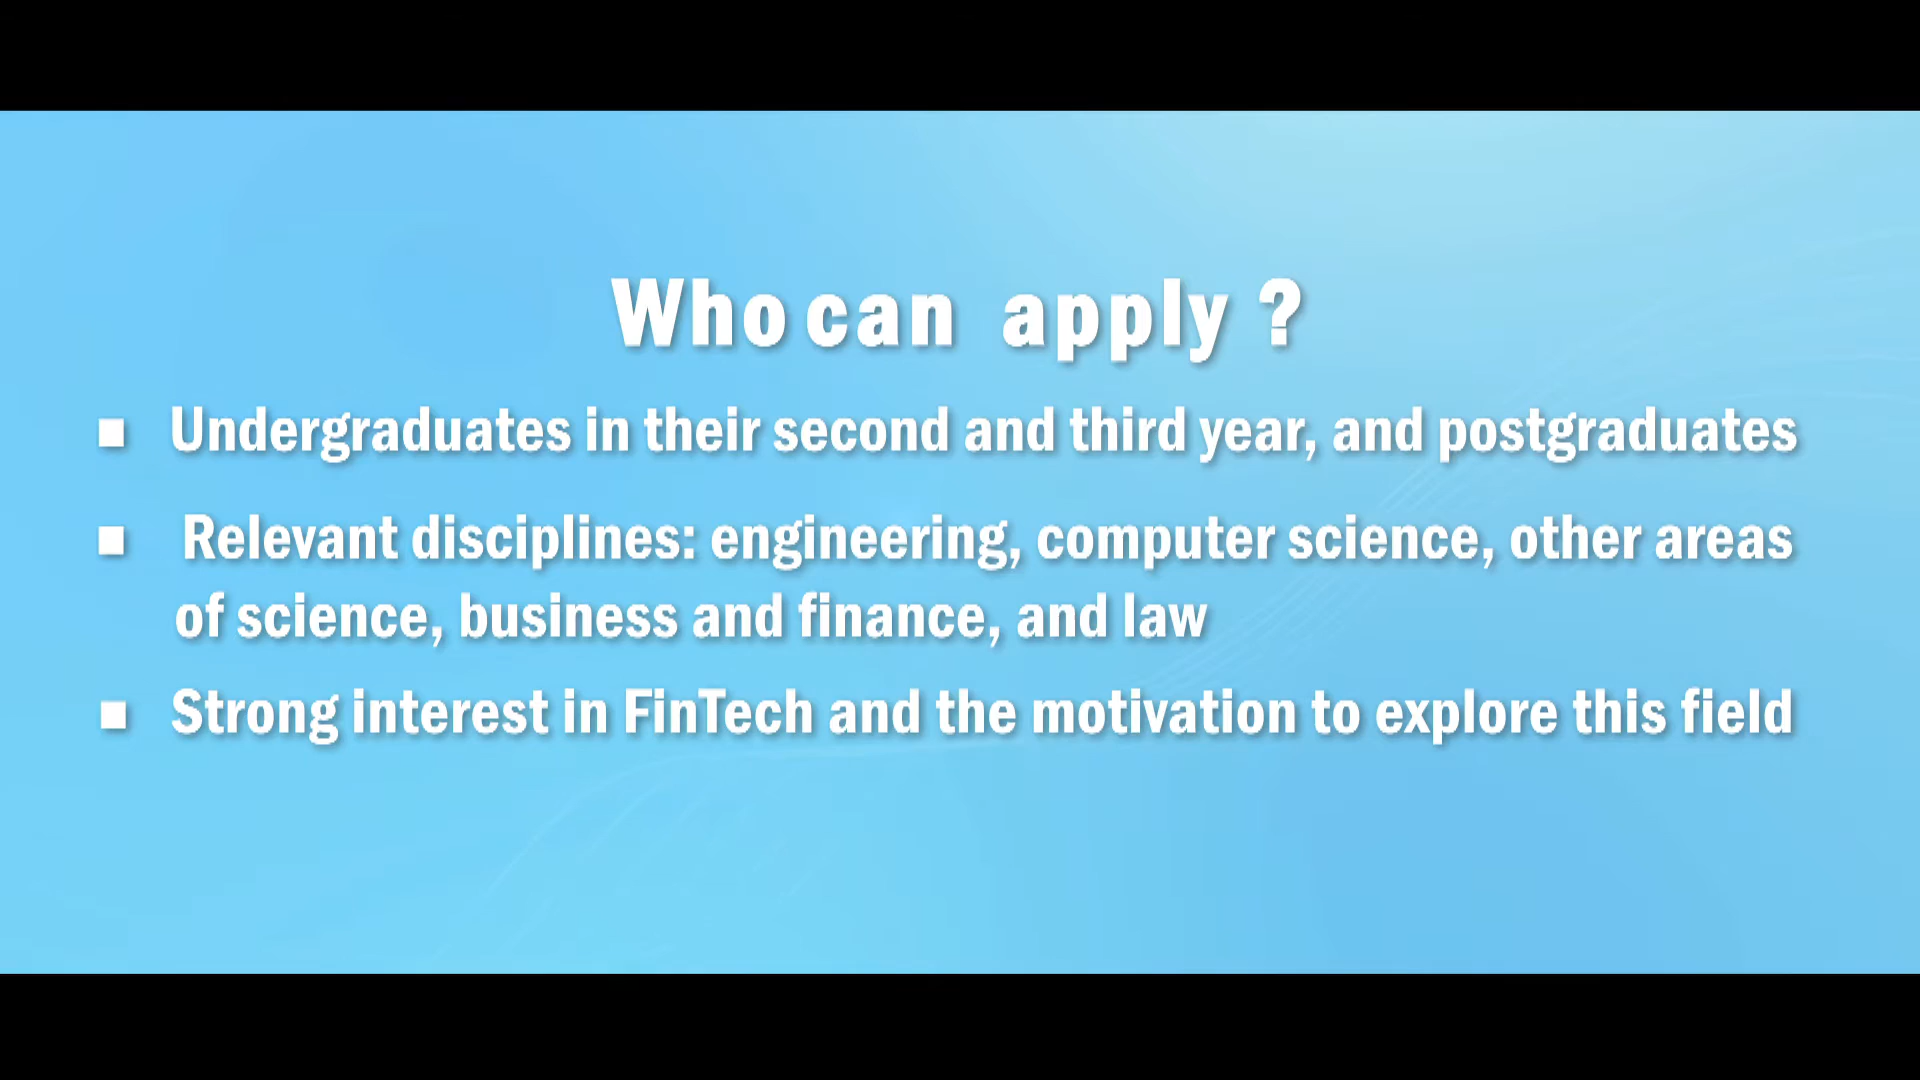 Who can apply ?
▪ Undergraduates in their second and third year, and postgraduates
▪ Relevant disciplines: engineering, computer science, other areas
of science, business and finance, and law
▪ Strong interest in FinTech and the motivation to explore this field